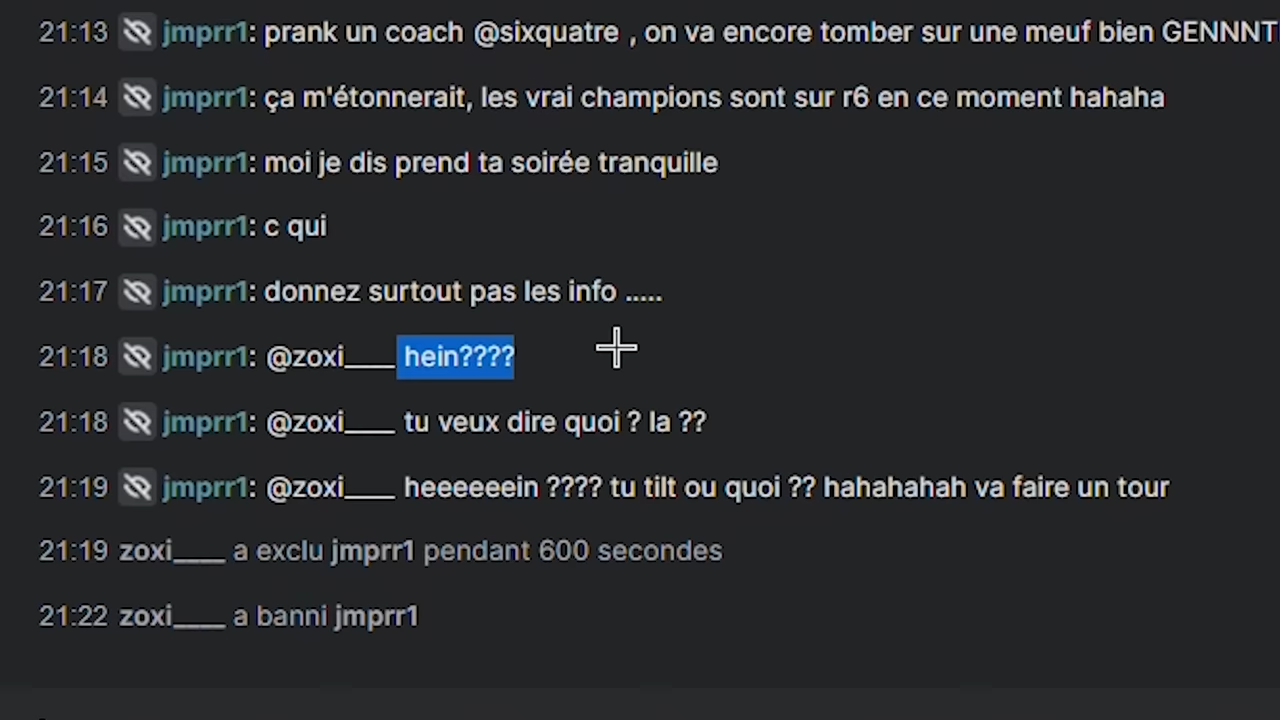 21:13 jmprr1: prank un coach @sixquatre , on va encore tomber sur une meuf bien GENNNT
21:14 jmprr1: ça m'étonnerait, les vrai champions sont sur r6 en ce moment hahaha
21:15 jmprr1: moi je dis prend ta soirée tranquille
21:16 jmprr1: c qui
21:17 jmprr1: donnez surtout pas les info .....
21:18 jmprr1: @zoxi____ hein????
21:18 jmprr1: @zoxi____ tu veux dire quoi ? la ??
21:19 jmprr1: @zoxi____ heeeeeein ???? tu tilt ou quoi ?? hahahahah va faire un tour
21:19 zoxi____ a exclu jmprr1 pendant 600 secondes
21:22 zoxi____ a banni jmprr1